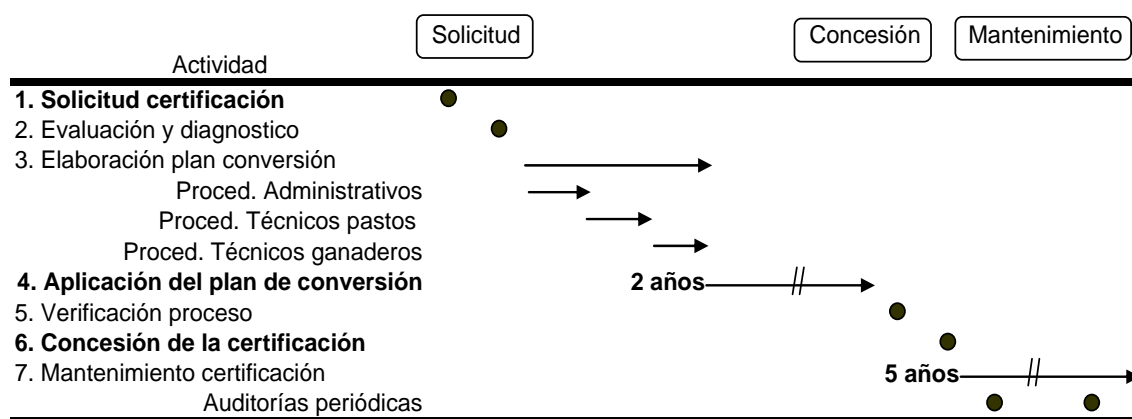 Solicitud Concesión Mantenimiento
Actividad
1. Solicitud certificación
2. Evaluación y diagnostico
3. Elaboración plan conversión
Proced. Administrativos
Proced. Técnicos pastos
Proced. Técnicos ganaderos
4. Aplicación del plan de conversión 2 años
5. Verificación proceso
6. Concesión de la certificación
7. Mantenimiento certificación 5 años
Auditorías periódicas